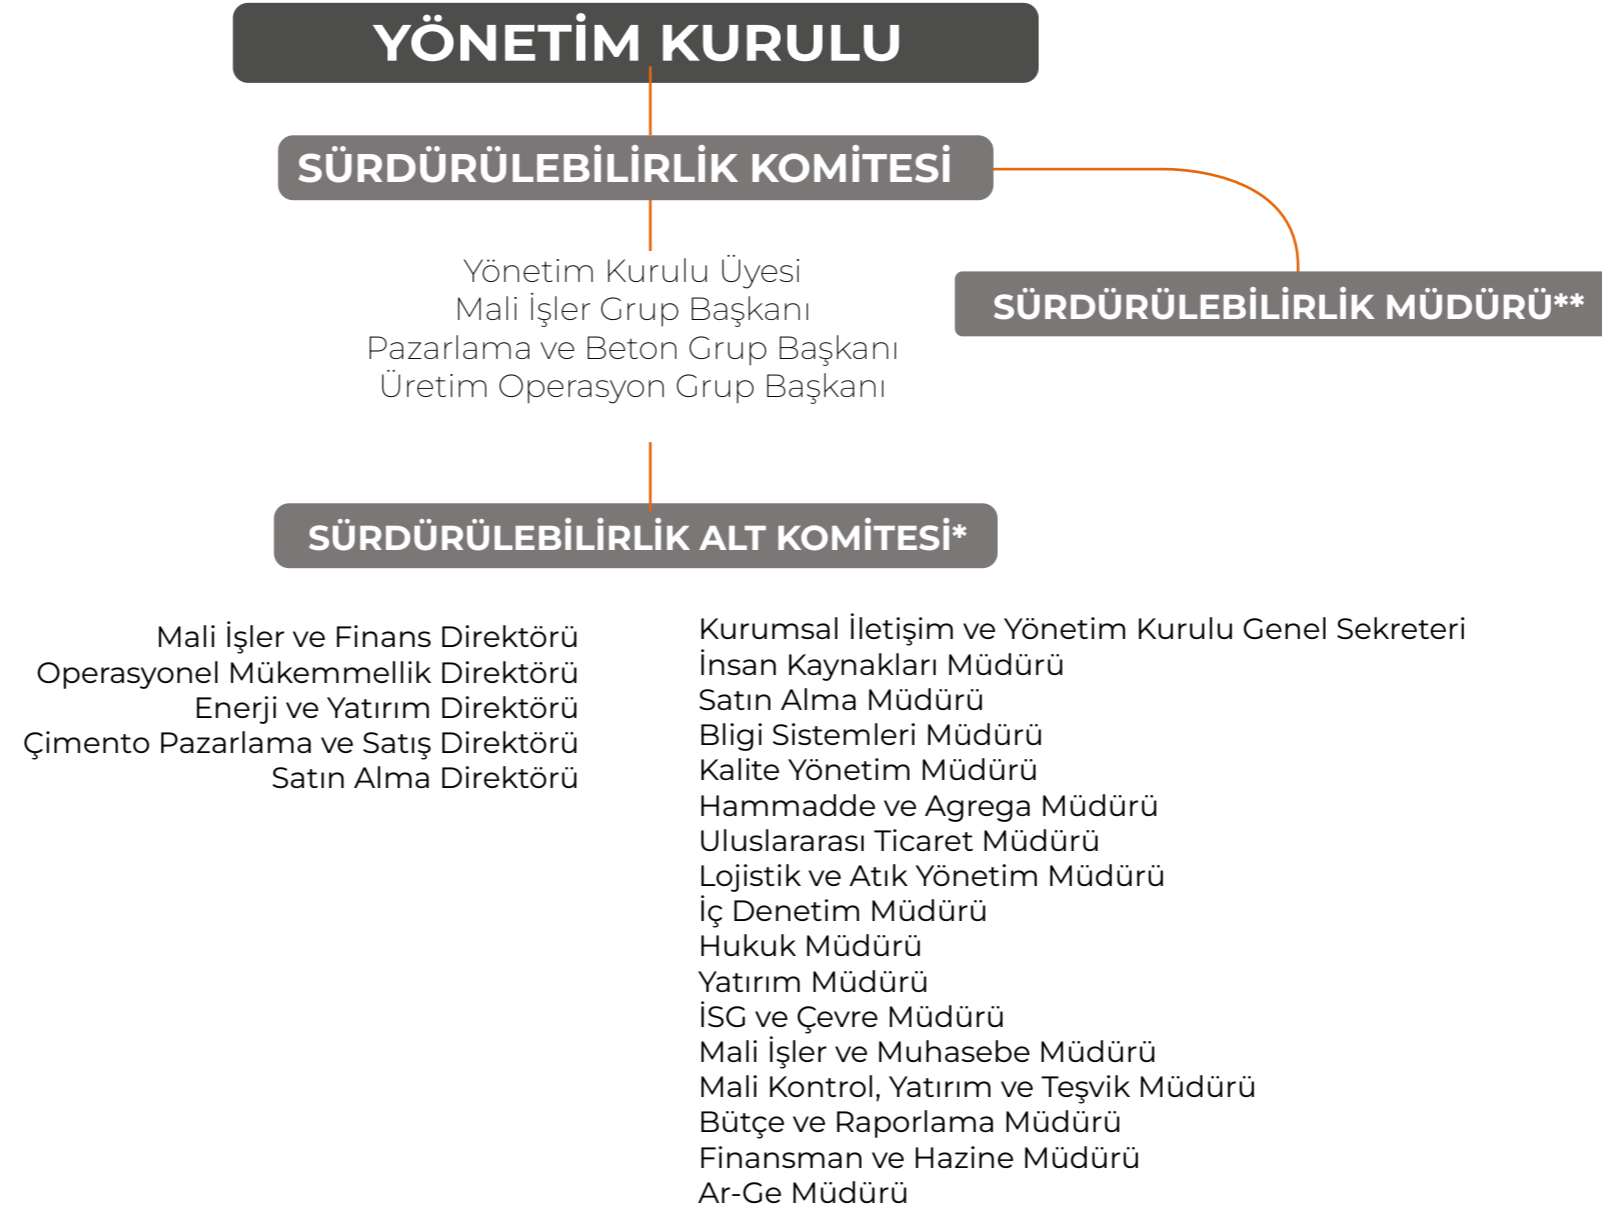 YÖNETİM KURULU
SÜRDÜRÜLEBİLİRLİK KOMİTESİ
Yönetim Kurulu Üyesi
Mali İşler Grup Başkanı
Pazarlama ve Beton Grup Başkanı
Üretim Operasyon Grup Başkanı
SÜRDÜRÜLEBİLİRLİK MÜDÜRÜ**
SÜRDÜRÜLEBİLİRLİK ALT KOMİTESİ*
Mali İşler ve Finans Direktörü
Operasyonel Mükemmellik Direktörü
Enerji ve Yatırım Direktörü
Çimento Pazarlama ve Satış Direktörü
Satın Alma Direktörü
Kurumsal İletişim ve Yönetim Kurulu Genel Sekreteri
İnsan Kaynakları Müdürü
Satın Alma Müdürü
Bligi Sistemleri Müdürü
Kalite Yönetim Müdürü
Hammadde ve Agrega Müdürü
Uluslararası Ticaret Müdürü
Lojistik ve Atık Yönetim Müdürü
İç Denetim Müdürü
Hukuk Müdürü
Yatırım Müdürü
İSG ve Çevre Müdürü
Mali İşler ve Muhasebe Müdürü
Mali Kontrol, Yatırım ve Teşvik Müdürü
Bütçe ve Raporlama Müdürü
Finansman ve Hazine Müdürü
Ar-Ge Müdürü